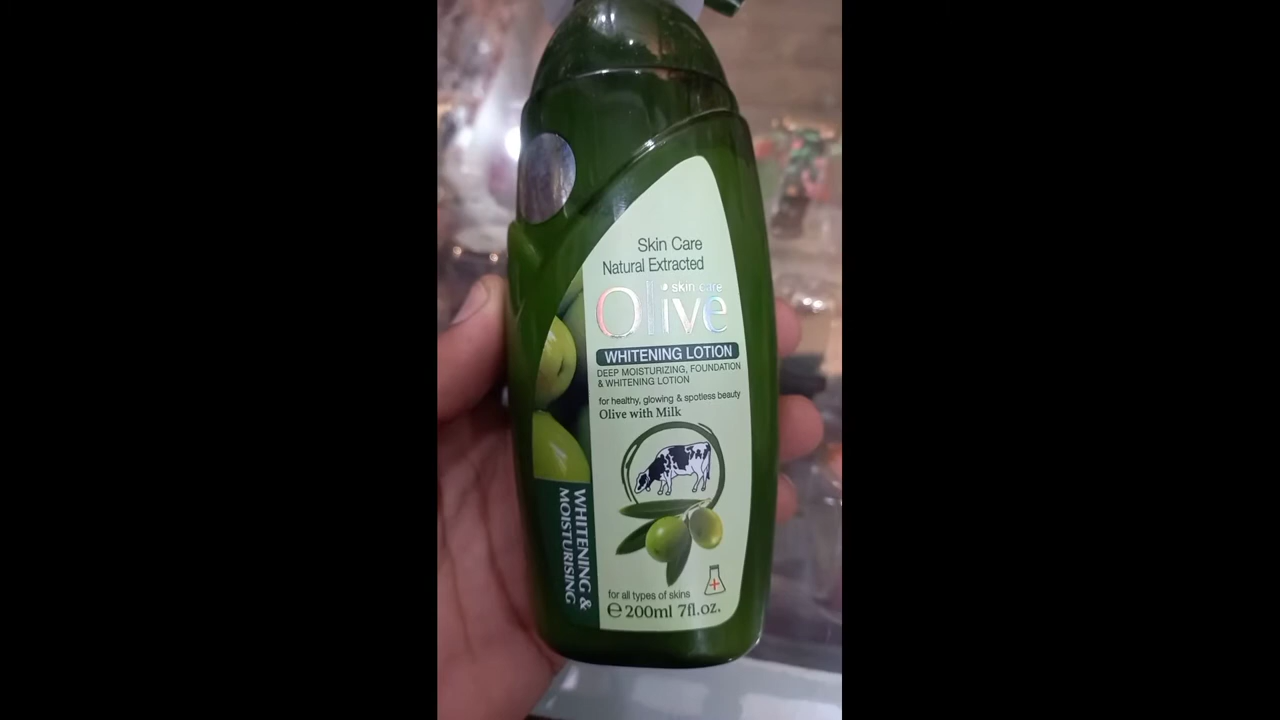 Skin Care
Natural Extracted
skin care
Olive
WHITENING LOTION
DEEP MOISTURIZING, FOUNDATION
& WHITENING LOTION
for healthy, glowing & spotless beauty
Olive with Milk
WHITENING &
MOISTURISING
for all types of skins
℮ 200ml 7fl.oz.